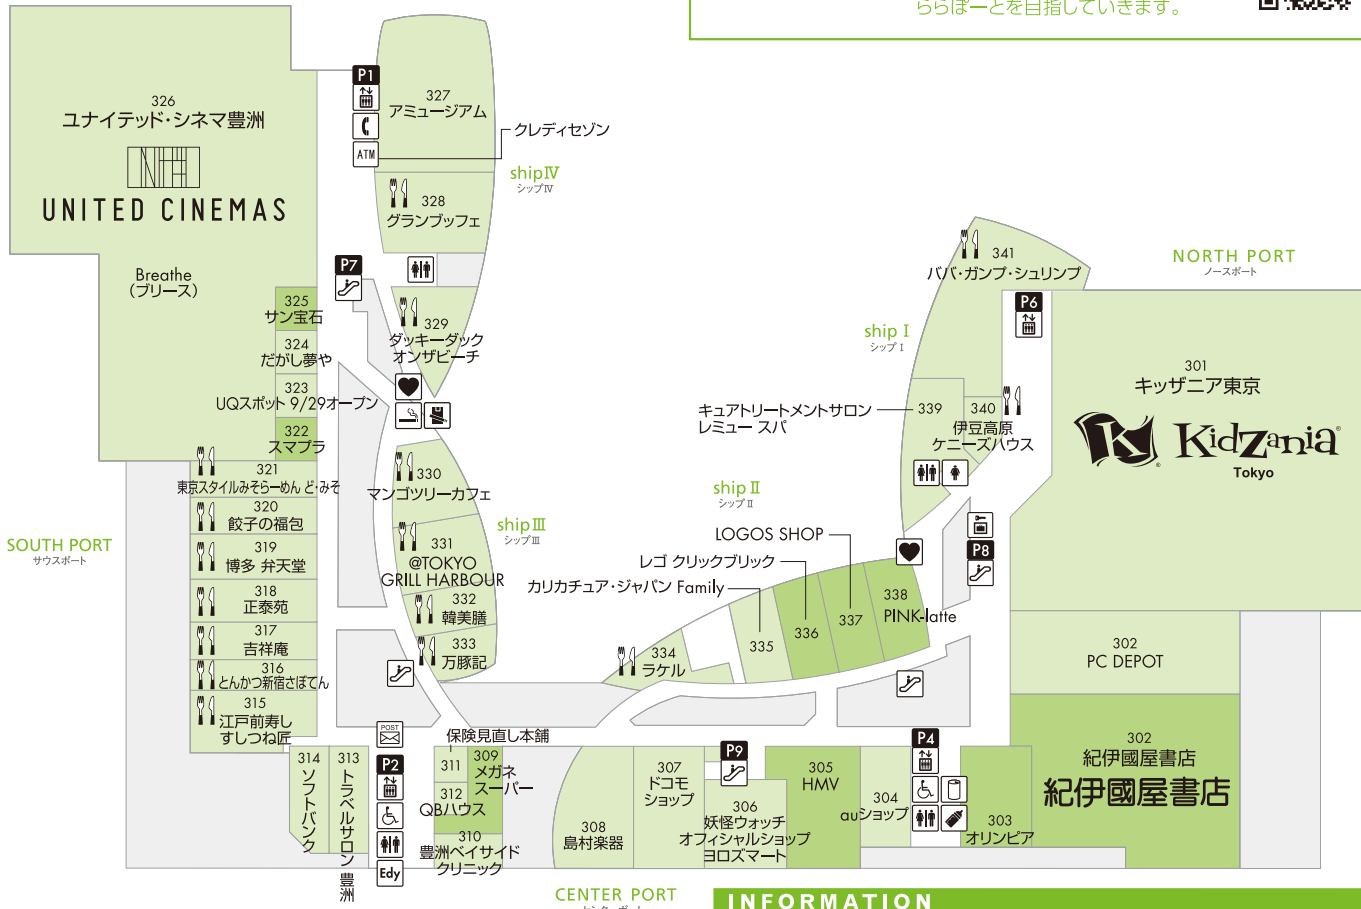 ららぽーとを目指していきます。
326
ユナイテッド・シネマ豊洲
UNITED CINEMAS
Breathe
(ブリース)
325
サン宝石
324
だがし夢や
323
UQスポット 9/29オープン
322
スマプラ
321
東京スタイルみそらーめん ど・みそ
320
餃子の福包
319
博多 弁天堂
318
正泰苑
317
吉祥庵
316
とんかつ新宿さぼてん
315
江戸前寿し
すしつね匠
SOUTH PORT
サウスポート
P1
ATM
クレディセゾン
327
アミュージアム
shipⅣ
シップⅣ
328
グランブッフェ
P7
329
ダッキーダック
オンザビーチ
330
マンゴツリーカフェ
331
@TOKYO
GRILL HARBOUR
332
韓美膳
333
万豚記
shipⅢ
シップⅢ
NORTH PORT
ノースポート
341
ババ・ガンプ・シュリンプ
P6
ship Ⅰ
シップⅠ
301
キッザニア東京
KidZania
Tokyo
キュアトリートメントサロン
レミュー スパ
339
340
伊豆高原
ケニーズハウス
ship Ⅱ
シップⅡ
LOGOS SHOP
レゴ クリックブリック
カリカチュア・ジャパン Family
P8
334
ラケル
335
336
337
338
PINK-latte
302
PC DEPOT
302
紀伊國屋書店
紀伊國屋書店
314
ソフトバンク
313
トラベルサロン 豊洲
POST
P2
Edy
保険見直し本舗
311
309
メガネ
スーパー
312
QBハウス
310
豊洲ベイサイド
クリニック
308
島村楽器
307
ドコモ
ショップ
P9
306
妖怪ウォッチ
オフィシャルショップ
ヨロズマート
305
HMV
304
auショップ
P4
303
オリンピア
CENTER PORT
INFORMATION